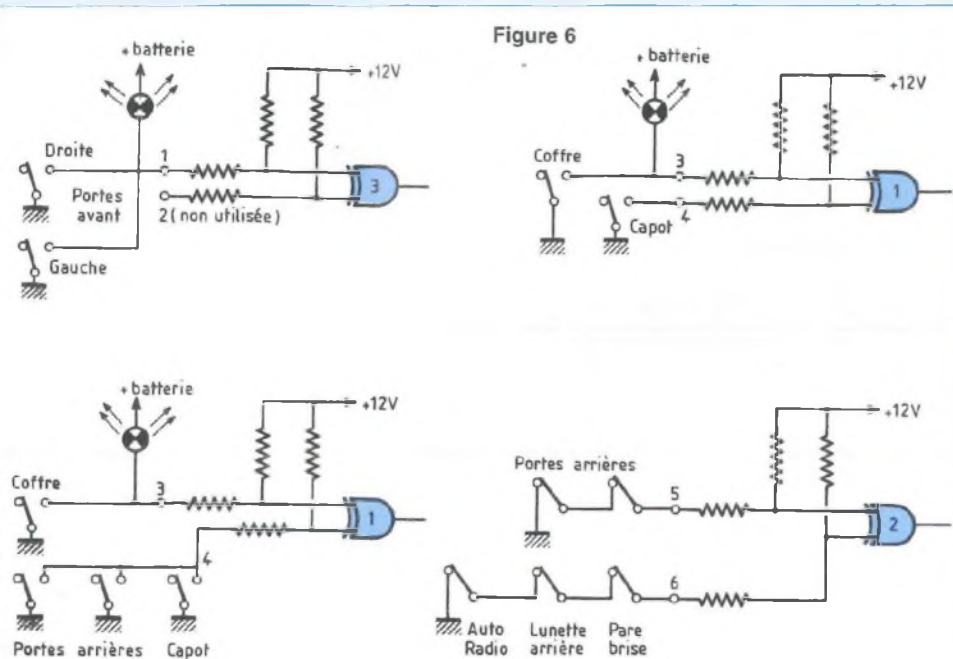 Figure 6
+ batterie
+12V
Droite
1
Portes
avant
2 (non utilisée)
3
Gauche
+ batterie
+12V
Coffre
3
4
Capot
1
+ batterie
+12V
Coffre
3
4
1
Portes arrières Capot
+12V
Portes arrières
5
2
6
Auto
Radio
Lunette
arrière
Pare
brise